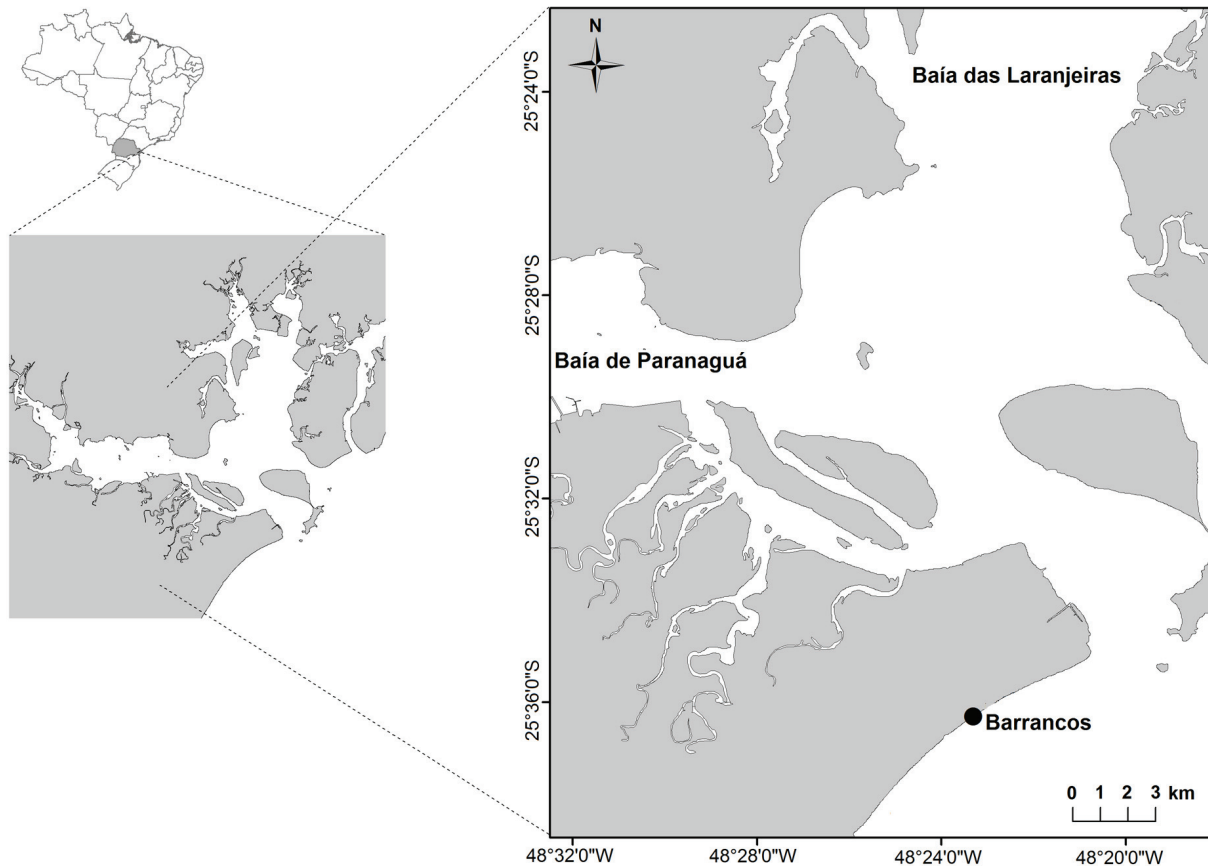 N
Baía das Laranjeiras
25°24'0"S
25°28'0"S
Baía de Paranaguá
25°32'0"S
25°36'0"S
Barrancos
0 1 2 3 km
48°32'0"W 48°28'0"W 48°24'0"W 48°20'0"W